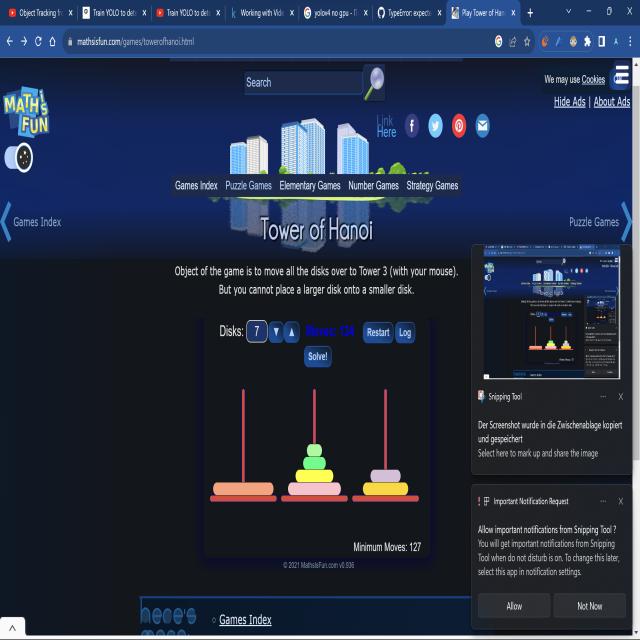 Object Tracking fr
Train YOLO to dete
Train YOLO to dete
Working with Vide
yolov4 no gpu - 
TypeError: expecte
Play Tower of Han
mathsisfun.com/games/towerofhanoi.html
Search
We may use Cookies
Hide Ads | About Ads
MATHS
FUN
Link
Here
Games Index Puzzle Games Elementary Games Number Games Strategy Games
Games Index
Puzzle Games
Tower of Hanoi
Object of the game is to move all the disks over to Tower 3 (with your mouse).
But you cannot place a larger disk onto a smaller disk.
Disks: 7 ▼ ▲ Moves: 134 Restart Log
Solve!
Minimum Moves: 127
© 2021 MathsIsFun.com v0.936
Snipping Tool
Der Screenshot wurde in die Zwischenablage kopiert
und gespeichert
Select here to mark up and share the image
Important Notification Request
Allow important notifications from Snipping Tool ?
You will get important notifications from Snipping
Tool when do not disturb is on. To change this later,
select this app in notification settings.
Allow Not Now
Games Index